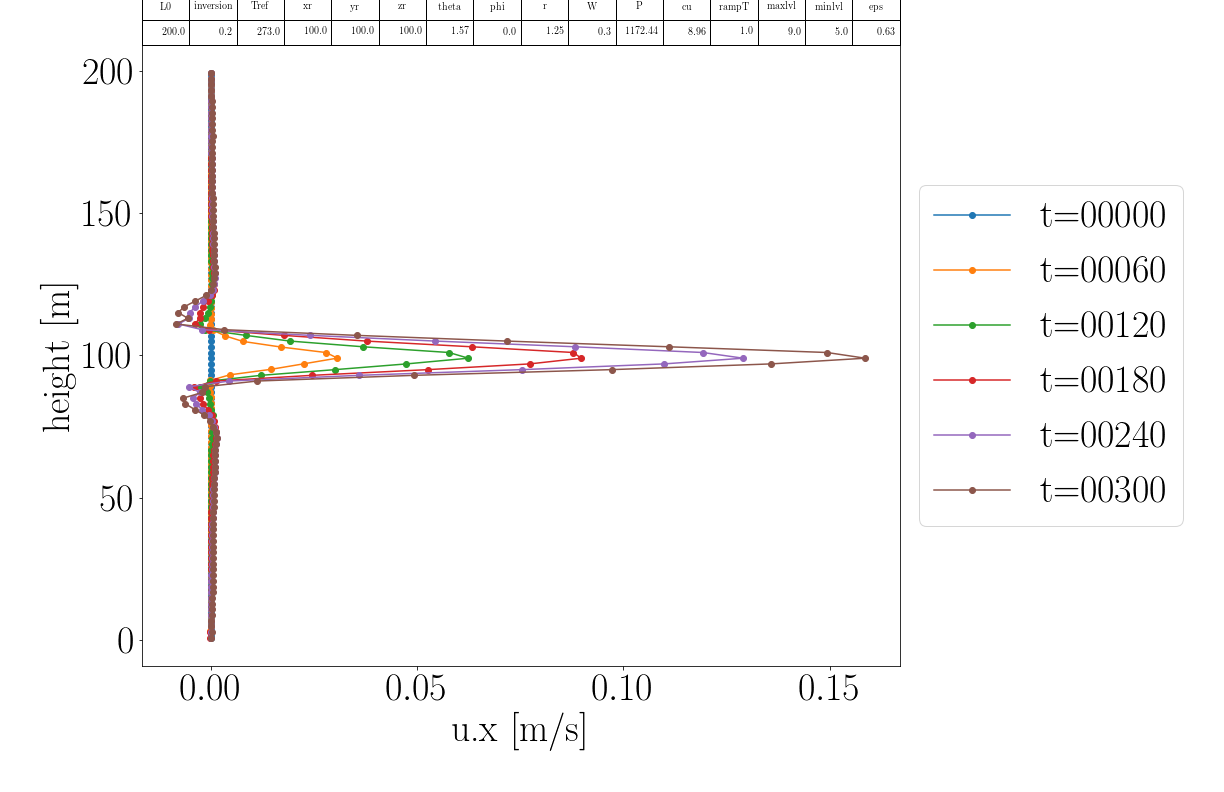 L0 inversion Tref xr yr zr theta phi r W P cu rampT maxlvl minlvl eps
200.0 0.2 273.0 100.0 100.0 100.0 1.57 0.0 1.25 0.3 1172.44 8.96 1.0 9.0 5.0 0.63
200
150
100
50
0
height [m]
0.00 0.05 0.10 0.15
u.x [m/s]
t=00000
t=00060
t=00120
t=00180
t=00240
t=00300